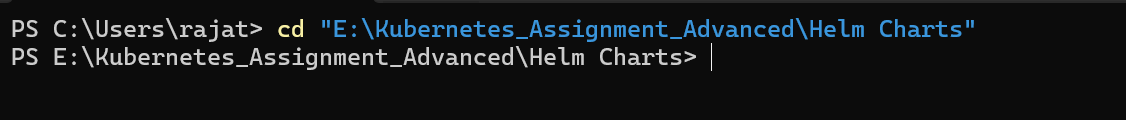 PS C:\Users\rajat> cd "E:\Kubernetes_Assignment_Advanced\Helm Charts"
PS E:\Kubernetes_Assignment_Advanced\Helm Charts>